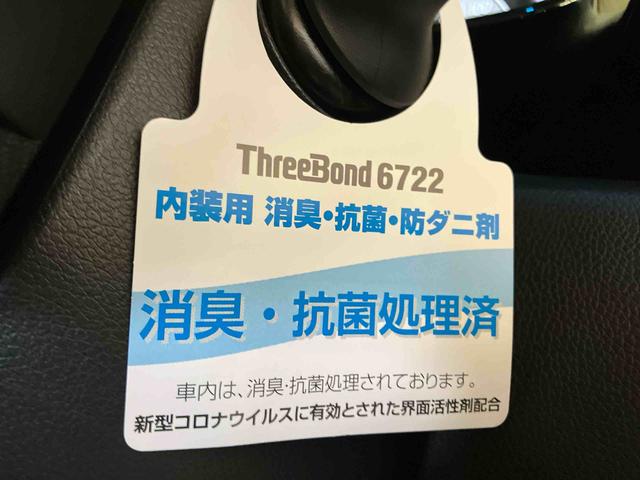 ThreeBond 6722
内装用 消臭・抗菌・防ダニ剤
消臭・抗菌処理済
車内は、消臭・抗菌処理されております。
新型コロナウイルスに有効とされた界面活性剤配合